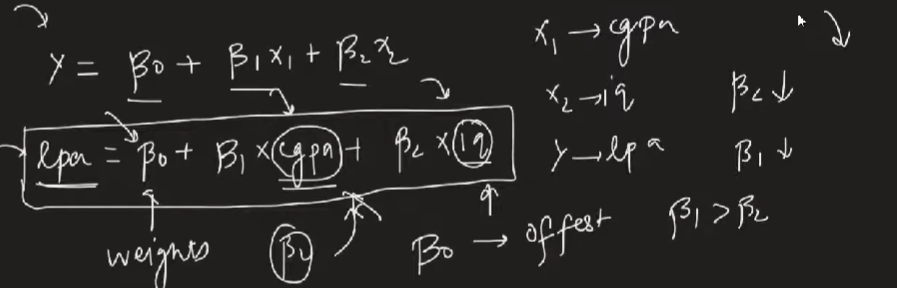 y = β₀ + β₁x₁ + β₂x₂
x₁ → cgpa
x₂ → iq
β₂ ↓
lpa = β₀ + β₁ × cgpa + β₂ × iq
y → lpa
β₁ ↓
weights
β₀ → offest
β₁ > β₂